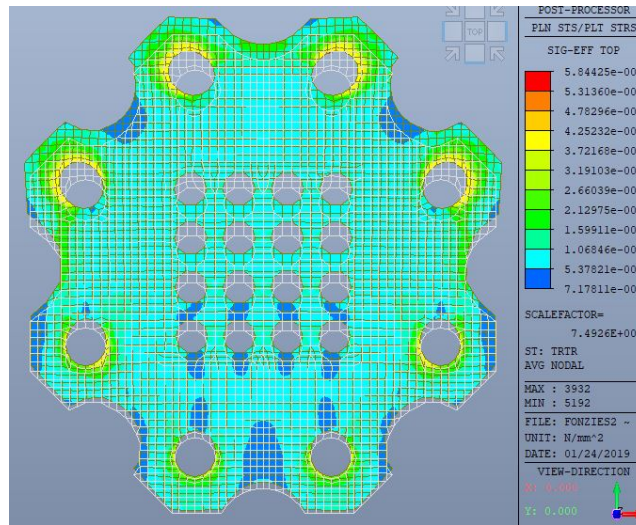 POST-PROCESSOR
PLN STS/PLT STRS
SIG-EFF TOP
TOP
5.84425e-00
5.31360e-00
4.78296e-00
4.25232e-00
3.72168e-00
3.19103e-00
2.66039e-00
2.12975e-00
1.59911e-00
1.06846e-00
5.37821e-00
7.17811e-00
SCALEFACTOR=
7.4926E+00
ST: TRTR
AVG NODAL
MAX : 3932
MIN : 5192
FILE: FONZIES2 ~
UNIT: N/mm^2
DATE: 01/24/2019
VIEW-DIRECTION
X: 0.000
Y: 0.000